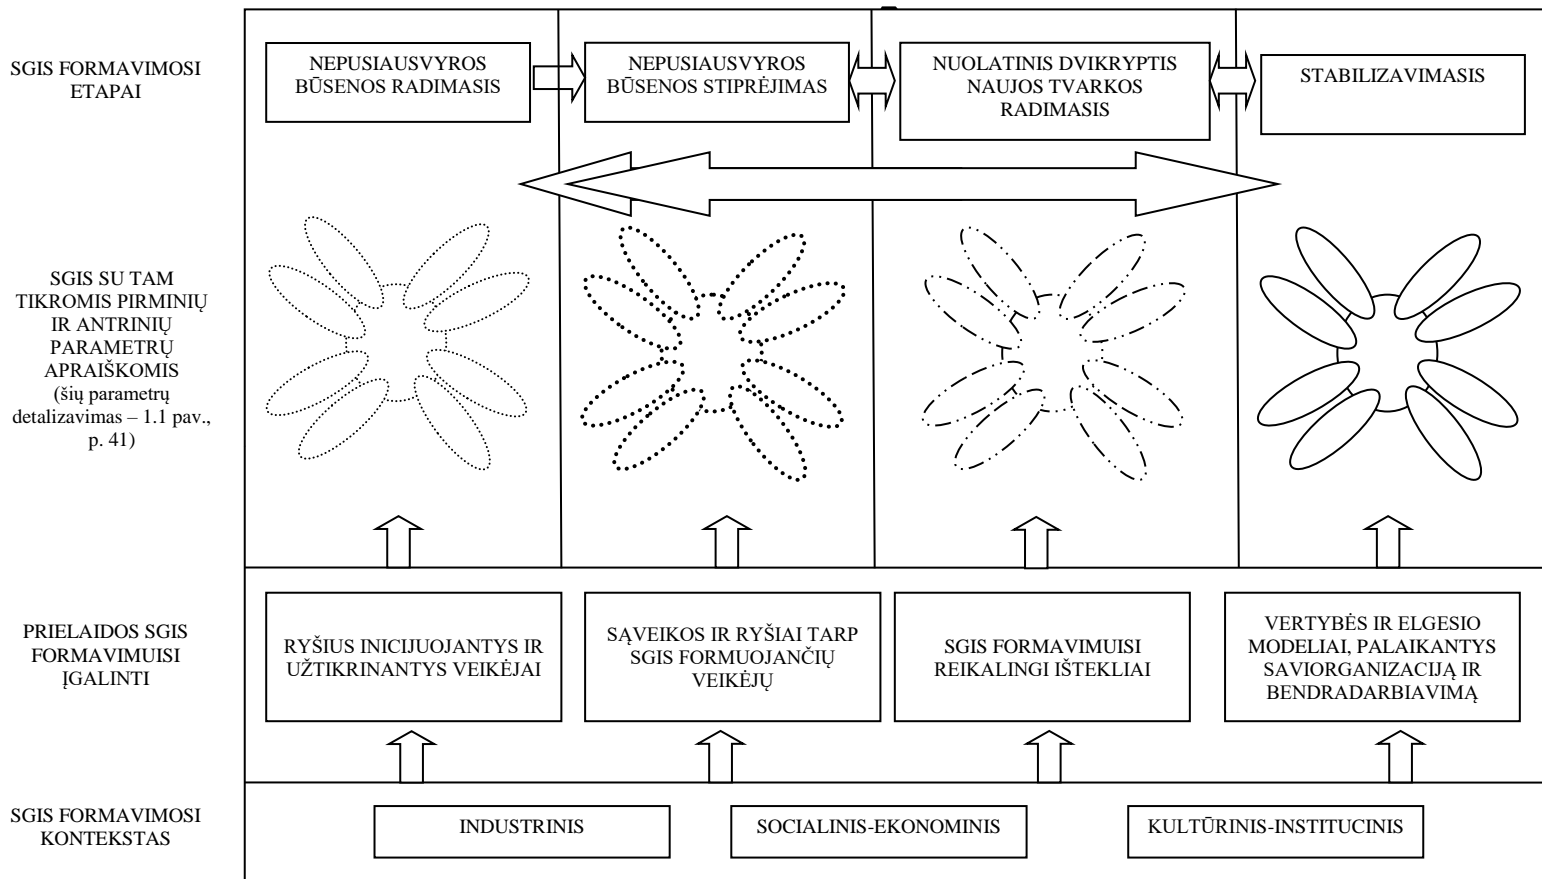 SGIS FORMAVIMOSI
ETAPAI
NEPUSIAUSVYROS
BŪSENOS RADIMASIS
NEPUSIAUSVYROS
BŪSENOS STIPRĖJIMAS
NUOLATINIS DVIKRYPTIS
NAUJOS TVARKOS
RADIMASIS
STABILIZAVIMASIS
SGIS SU TAM
TIKROMIS PIRMINIŲ
IR ANTRINIŲ
PARAMETRŲ
APRAIŠKOMIS
(šių parametrų
detalizavimas – 1.1 pav.,
p. 41)
PRIELAIDOS SGIS
FORMAVIMUISI
ĮGALINTI
RYŠIUS INICIJUOJANTYS IR
UŽTIKRINANTYS VEIKĖJAI
SĄVEIKOS IR RYŠIAI TARP
SGIS FORMUOJANČIŲ
VEIKĖJŲ
SGIS FORMAVIMUISI
REIKALINGI IŠTEKLIAI
VERTYBĖS IR ELGESIO
MODELIAI, PALAIKANTYS
SAVIORGANIZACIJĄ IR
BENDRADARBIAVIMĄ
SGIS FORMAVIMOSI
KONTEKSTAS
INDUSTRINIS
SOCIALINIS-EKONOMINIS
KULTŪRINIS-INSTITUCINIS